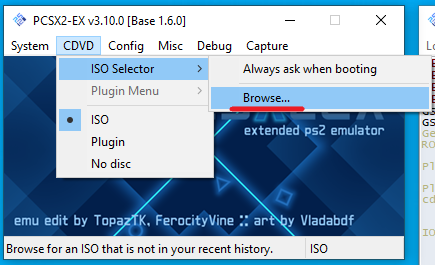 PCSX2-EX v3.10.0 [Base 1.6.0]
System CDVD Config Misc Debug Capture
ISO Selector
Always ask when booting
Plugin Menu
Browse...
ISO
Plugin
No disc
extended ps2 emulator
emu edit by TopazTK, FerocityVine :: art by Vladabdf
Browse for an ISO that is not in your recent history.
ISO